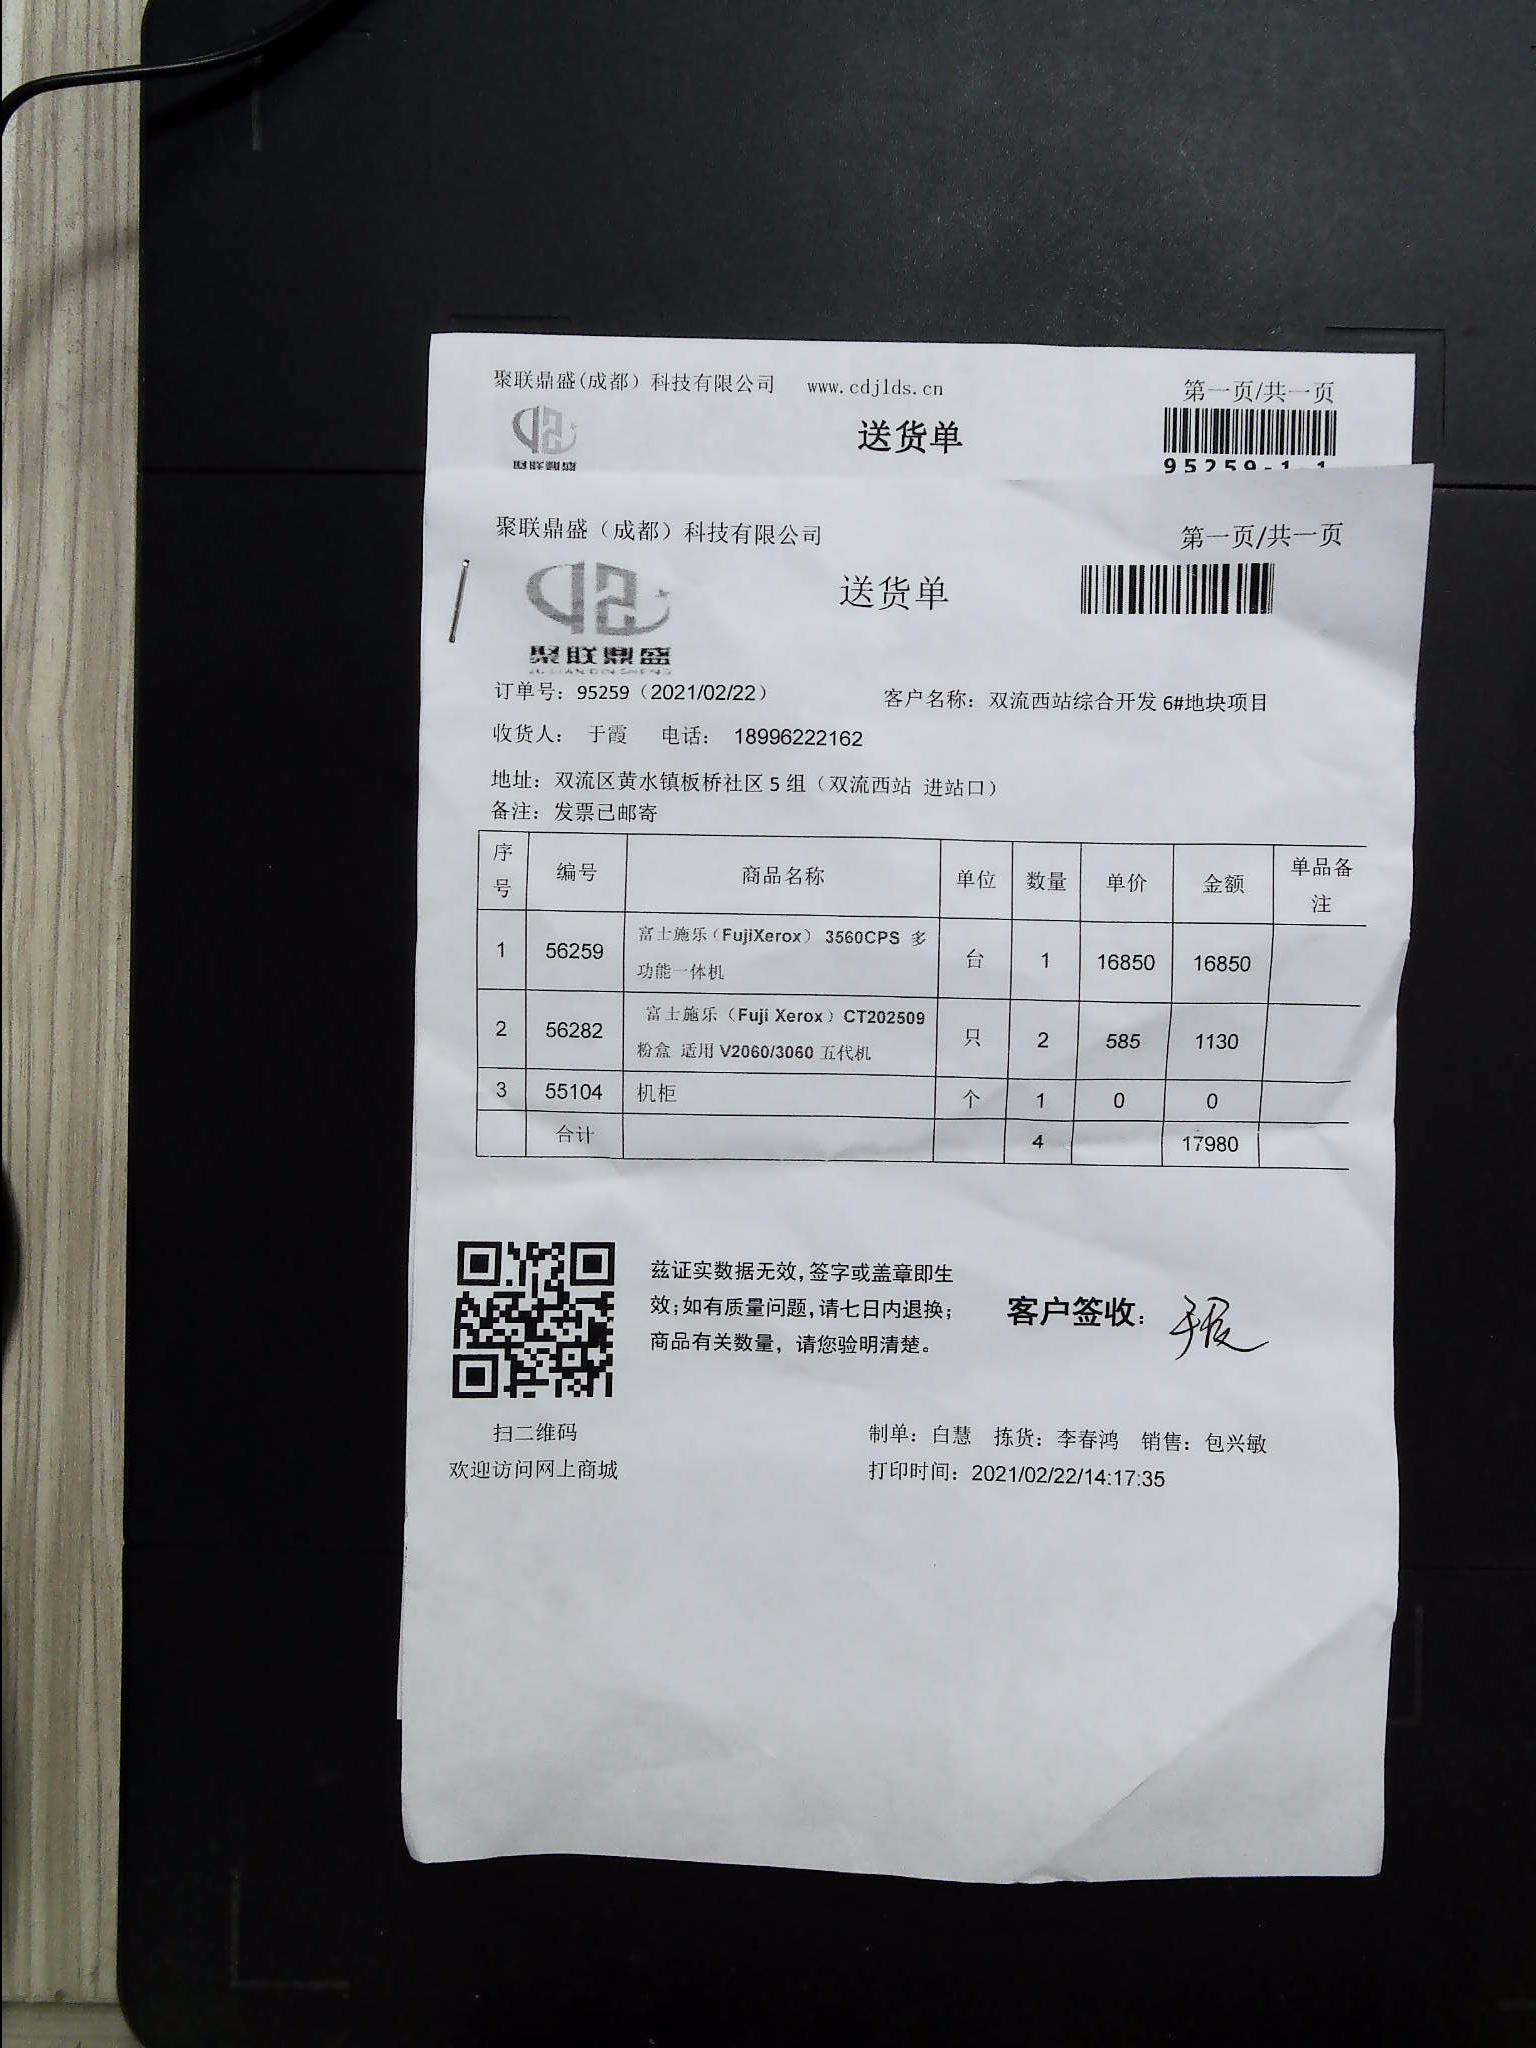 聚联鼎盛(成都）科技有限公司 www.cdjlds.cn 第一页/共一页
送货单
95259-1-1
聚联鼎盛（成都）科技有限公司 第一页/共一页
送货单
聚联鼎盛
订单号：95259（2021/02/22） 客户名称：双流西站综合开发 6#地块项目
收货人： 于霞 电话： 18996222162
地址：双流区黄水镇板桥社区 5 组（双流西站 进站口）
备注：发票已邮寄
序号 编号 商品名称 单位 数量 单价 金额 单品备注
1 56259 富士施乐（FujiXerox） 3560CPS 多功能一体机 台 1 16850 16850
2 56282 富士施乐（Fuji Xerox）CT202509 粉盒 适用 V2060/3060 五代机 只 2 585 1130
3 55104 机柜 个 1 0 0
合计 4 17980
兹证实数据无效,签字或盖章即生
效;如有质量问题,请七日内退换;
商品有关数量，请您验明清楚。
客户签收：
扫二维码
欢迎访问网上商城
制单：白慧 拣货：李春鸿 销售：包兴敏
打印时间：2021/02/22/14:17:35